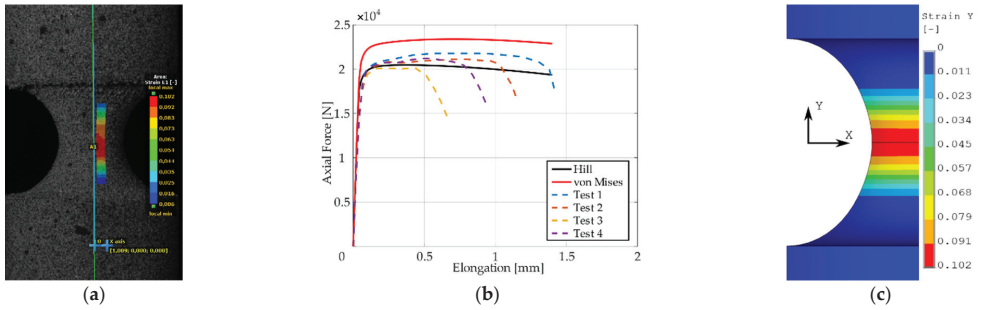 Area:
Strain L1 [-]
local max
0,102
0,092
0,083
0,073
0,064
0,054
0,044
0,035
0,025
0,016
0,006
local min
A1
0
X axis
[1,009; 0,000; 0,000]
(a)
×10⁴
2.5
2
1.5
1
0.5
0
0 0.5 1 1.5 2
Axial Force [N]
Elongation [mm]
Hill
von Mises
Test 1
Test 2
Test 3
Test 4
(b)
Y
X
Strain Y
[-]
0
0.011
0.023
0.034
0.045
0.057
0.068
0.079
0.091
0.102
(c)